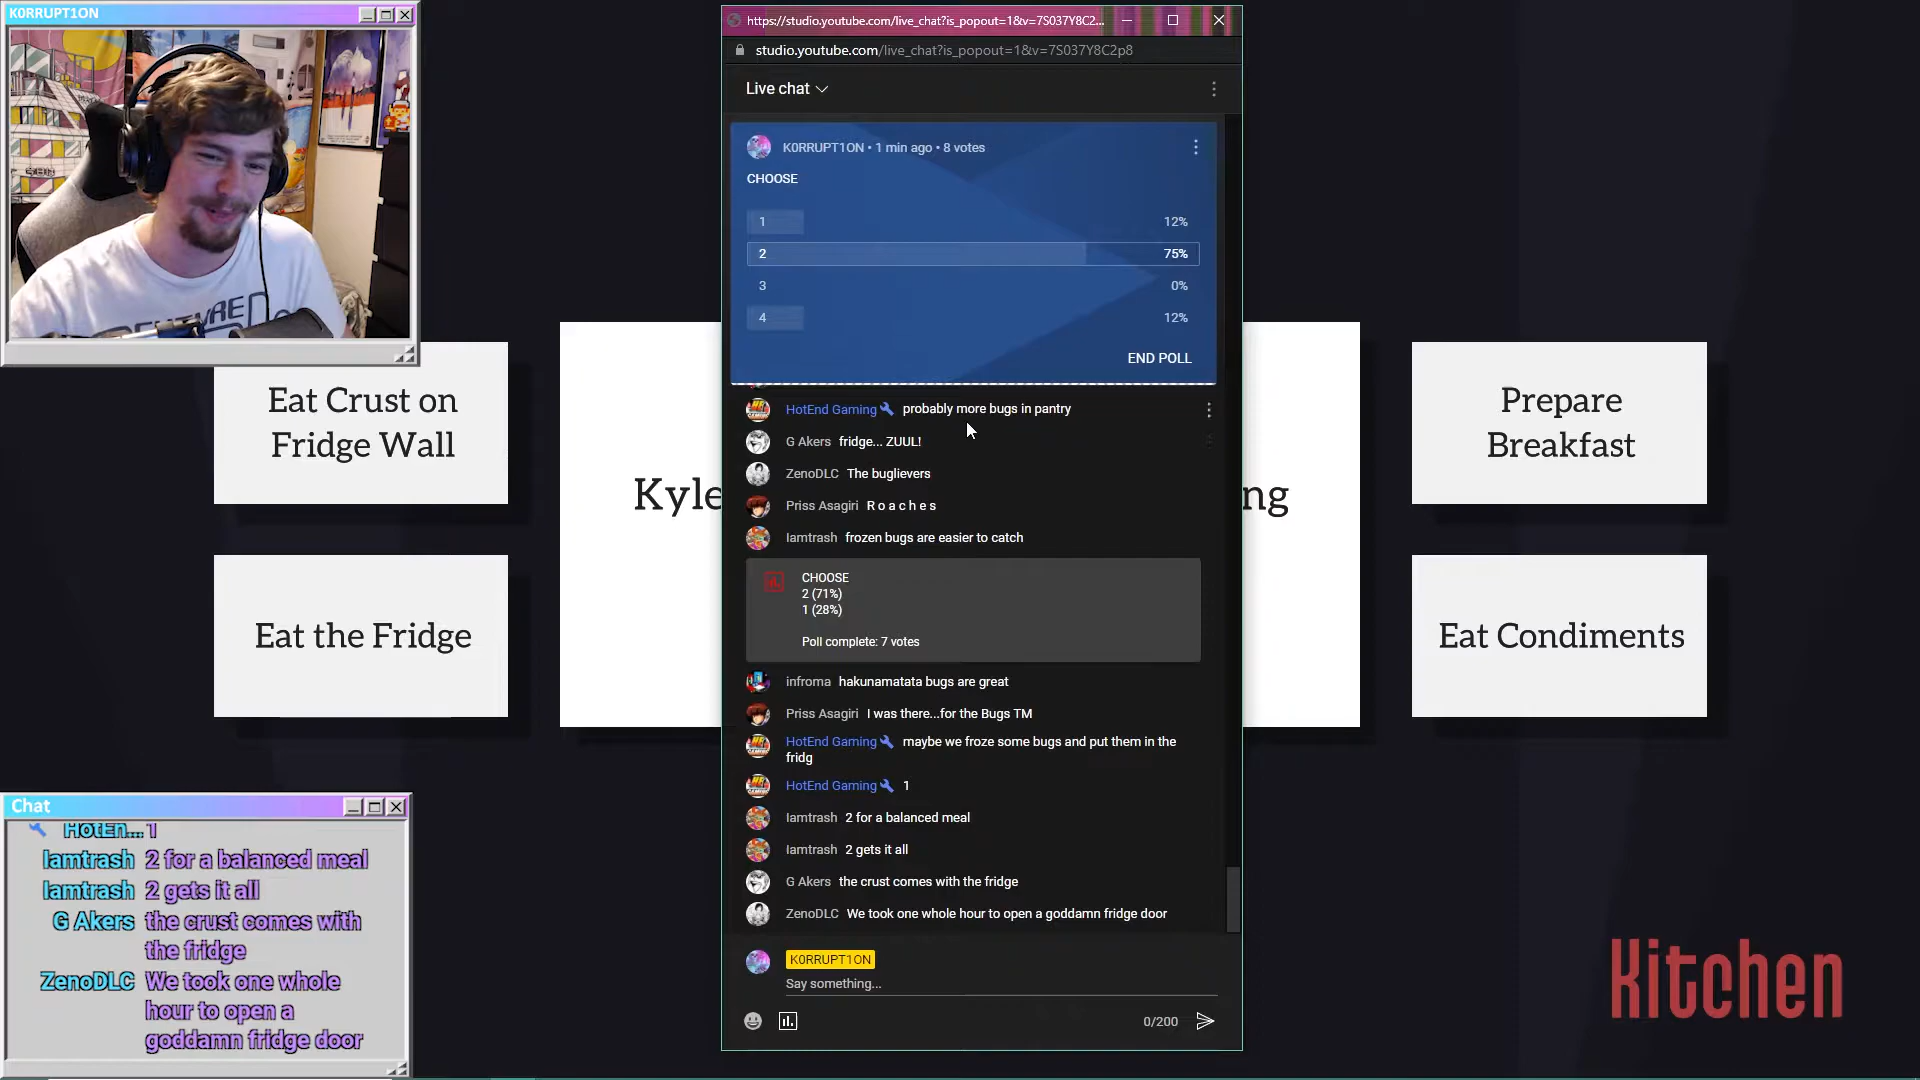 K0RRUPT1ON
https://studio.youtube.com/live_chat?is_popout=1&v=7S037Y8C2...
studio.youtube.com/live_chat?is_popout=1&v=7S037Y8C2p8
Live chat
K0RRUPT1ON • 1 min ago • 8 votes
CHOOSE
1 12%
2 75%
3 0%
4 12%
END POLL
HotEnd Gaming probably more bugs in pantry
G Akers fridge... ZUUL!
ZenoDLC The buglievers
Priss Asagiri R o a c h e s
Iamtrash frozen bugs are easier to catch
CHOOSE
2 (71%)
1 (28%)
Poll complete: 7 votes
infroma hakunamatata bugs are great
Priss Asagiri I was there...for the Bugs TM
HotEnd Gaming maybe we froze some bugs and put them in the
fridg
HotEnd Gaming 1
Iamtrash 2 for a balanced meal
Iamtrash 2 gets it all
G Akers the crust comes with the fridge
ZenoDLC We took one whole hour to open a goddamn fridge door
K0RRUPT1ON
Say something...
0/200
Eat Crust on
Fridge Wall
Eat the Fridge
Kyle
ng
Prepare
Breakfast
Eat Condiments
Chat
HotEn... 1
Iamtrash 2 for a balanced meal
Iamtrash 2 gets it all
G Akers the crust comes with
the fridge
ZenoDLC We took one whole
hour to open a
goddamn fridge door
Kitchen